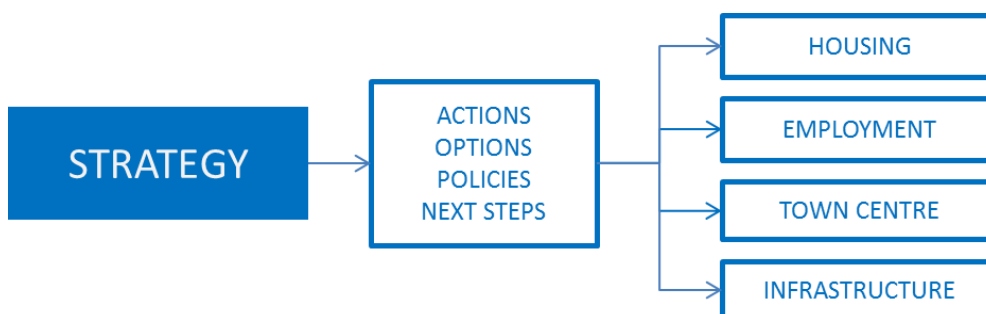 STRATEGY
ACTIONS
OPTIONS
POLICIES
NEXT STEPS
HOUSING
EMPLOYMENT
TOWN CENTRE
INFRASTRUCTURE